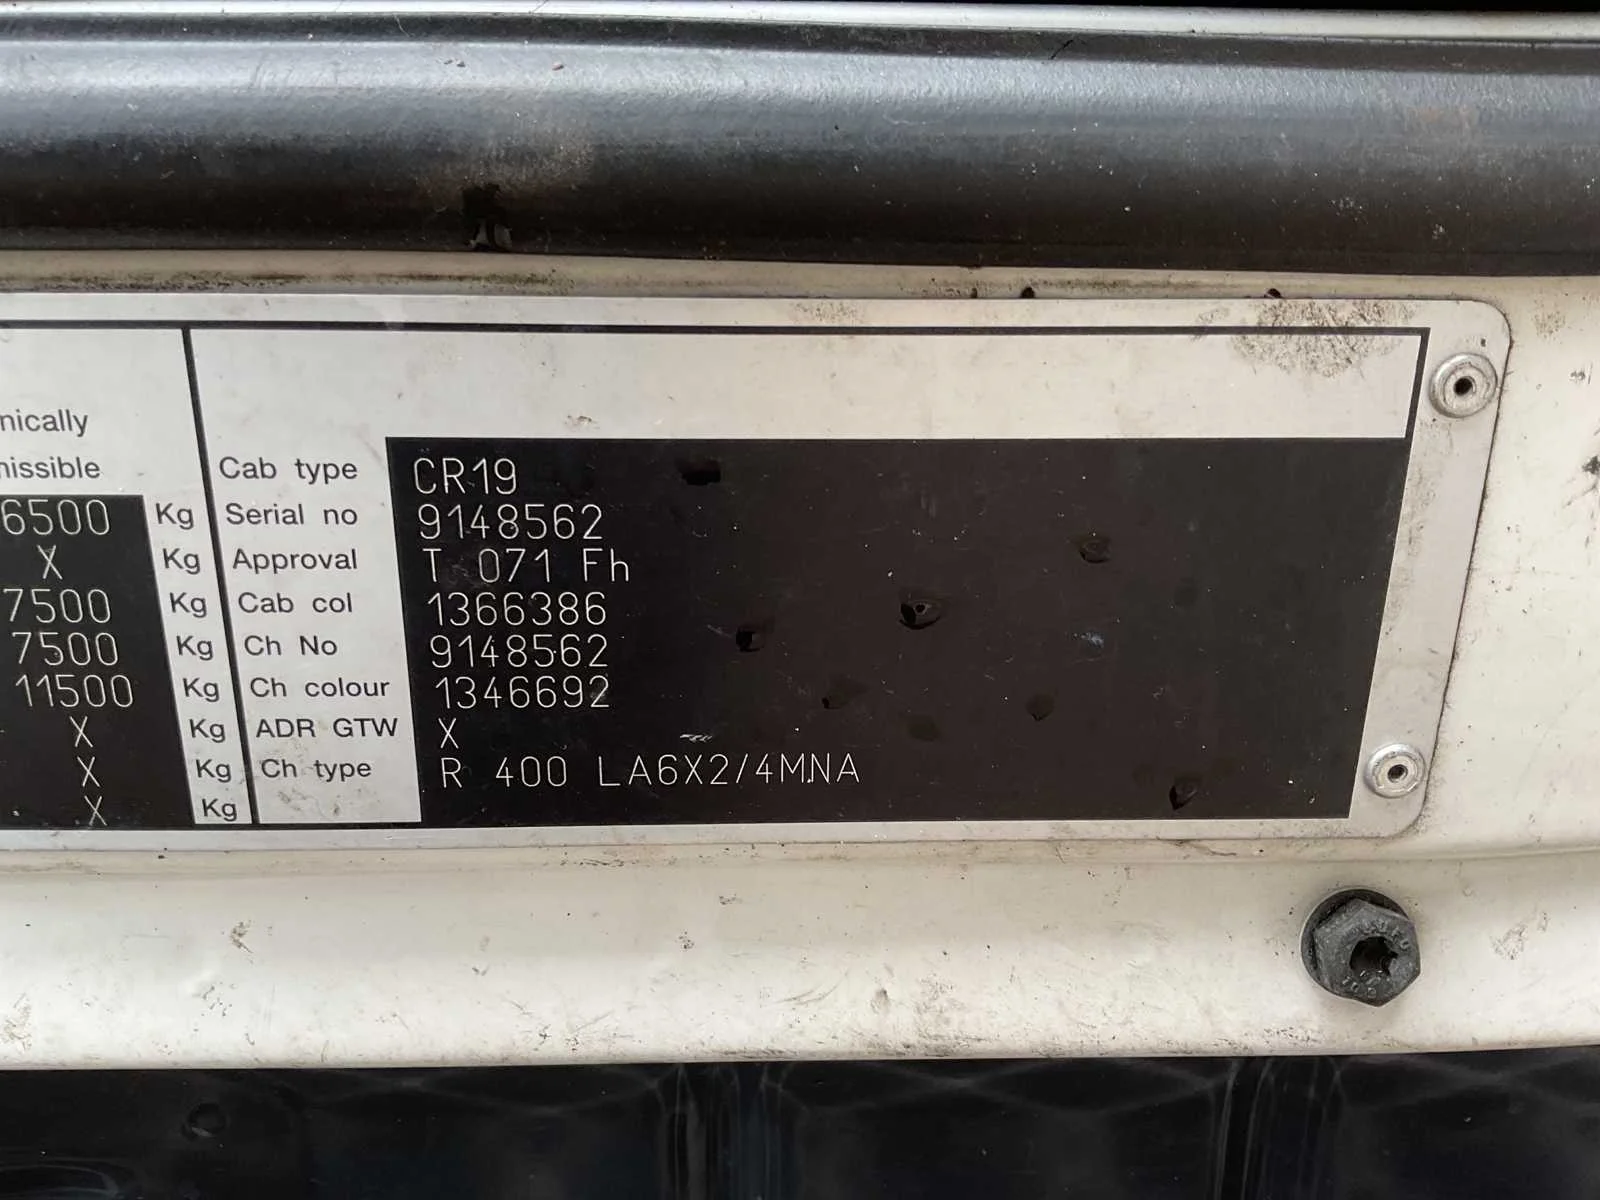 nically
missible
6500 Kg
X Kg
7500 Kg
7500 Kg
11500 Kg
X Kg
X Kg
X Kg
Cab type CR19
Serial no 9148562
Approval T 071 Fh
Cab col 1366386
Ch No 9148562
Ch colour 1346692
ADR GTW X
Ch type R 400 LA6X2/4MNA